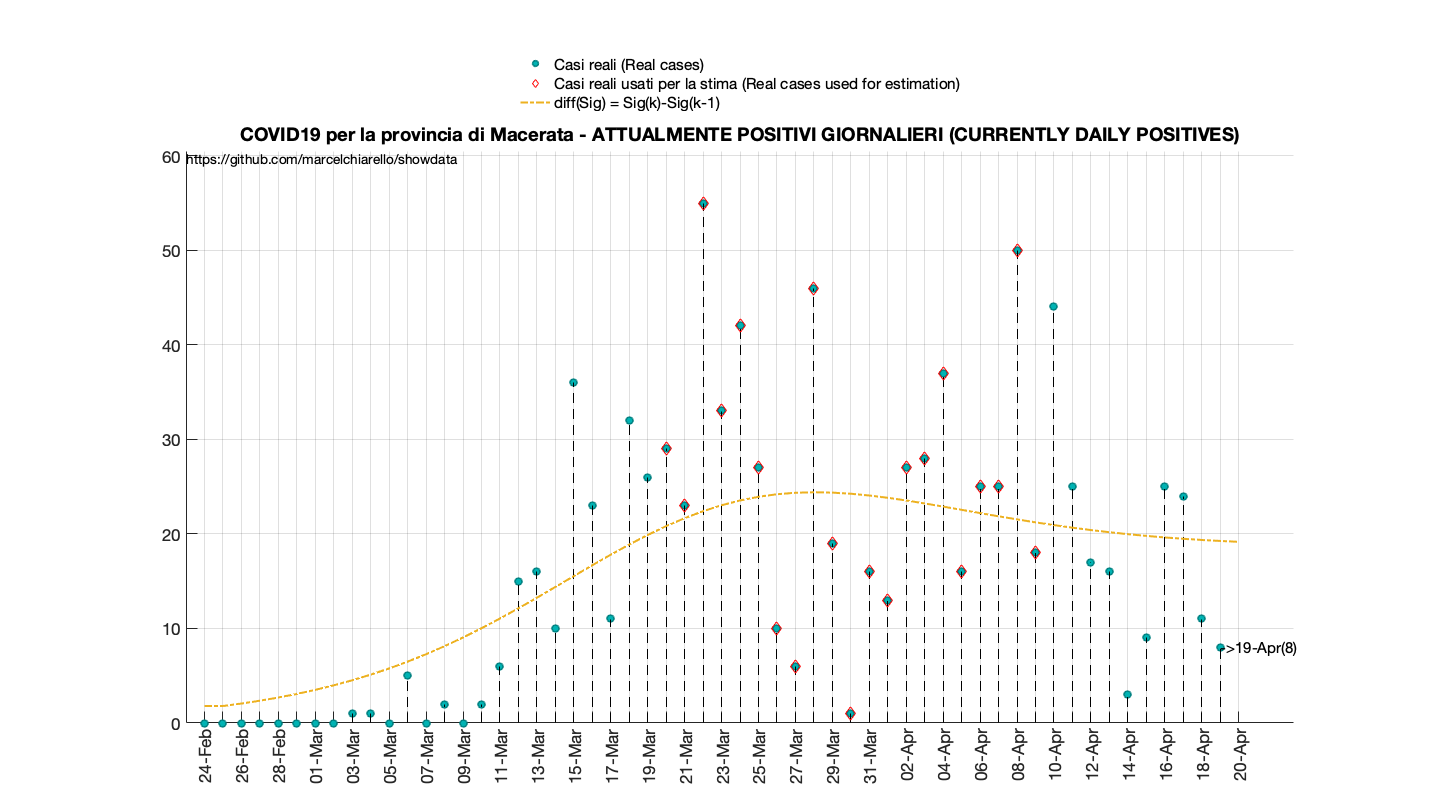 Casi reali (Real cases)
Casi reali usati per la stima (Real cases used for estimation)
diff(Sig) = Sig(k)-Sig(k-1)
COVID19 per la provincia di Macerata - ATTUALMENTE POSITIVI GIORNALIERI (CURRENTLY DAILY POSITIVES)
https://github.com/marcelchiarello/showdata
60
50
40
30
20
10
0
->19-Apr(8)
24-Feb
26-Feb
28-Feb
01-Mar
03-Mar
05-Mar
07-Mar
09-Mar
11-Mar
13-Mar
15-Mar
17-Mar
19-Mar
21-Mar
23-Mar
25-Mar
27-Mar
29-Mar
31-Mar
02-Apr
04-Apr
06-Apr
08-Apr
10-Apr
12-Apr
14-Apr
16-Apr
18-Apr
20-Apr